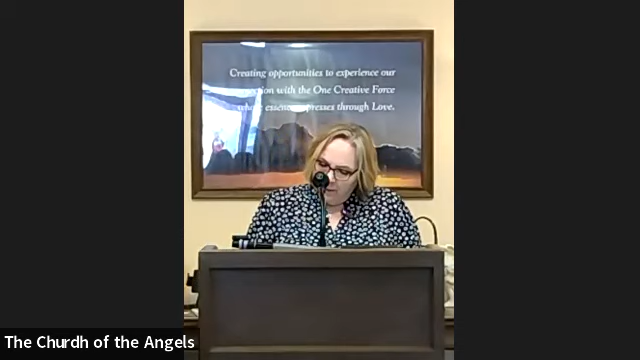 Creating opportunities to experience our
with the One Creative Force
through Love.
The Churdh of the Angels